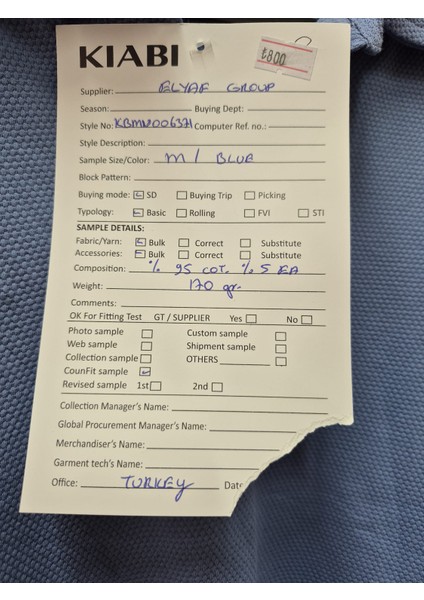 KIABI
₺800
Supplier: ELYAF GROUP
Season: Buying Dept:
Style No: KBMN006371 Computer Ref. no.:
Style Description:
Sample Size/Color: M / BLUE
Block Pattern:
Buying mode: SD Buying Trip Picking
Typology: Basic Rolling FVI STI
SAMPLE DETAILS:
Fabric/Yarn: Bulk Correct Substitute
Accessories: Bulk Correct Substitute
Composition: % 95 COT. % 5 EA
Weight: 170 gr.
Comments:
OK For Fitting Test GT / SUPPLIER Yes No
Photo sample Custom sample
Web sample Shipment sample
Collection sample OTHERS
CounFit sample
Revised sample 1st 2nd
Collection Manager's Name:
Global Procurement Manager's Name:
Merchandiser's Name:
Garment tech's Name:
Office: TURKEY Date